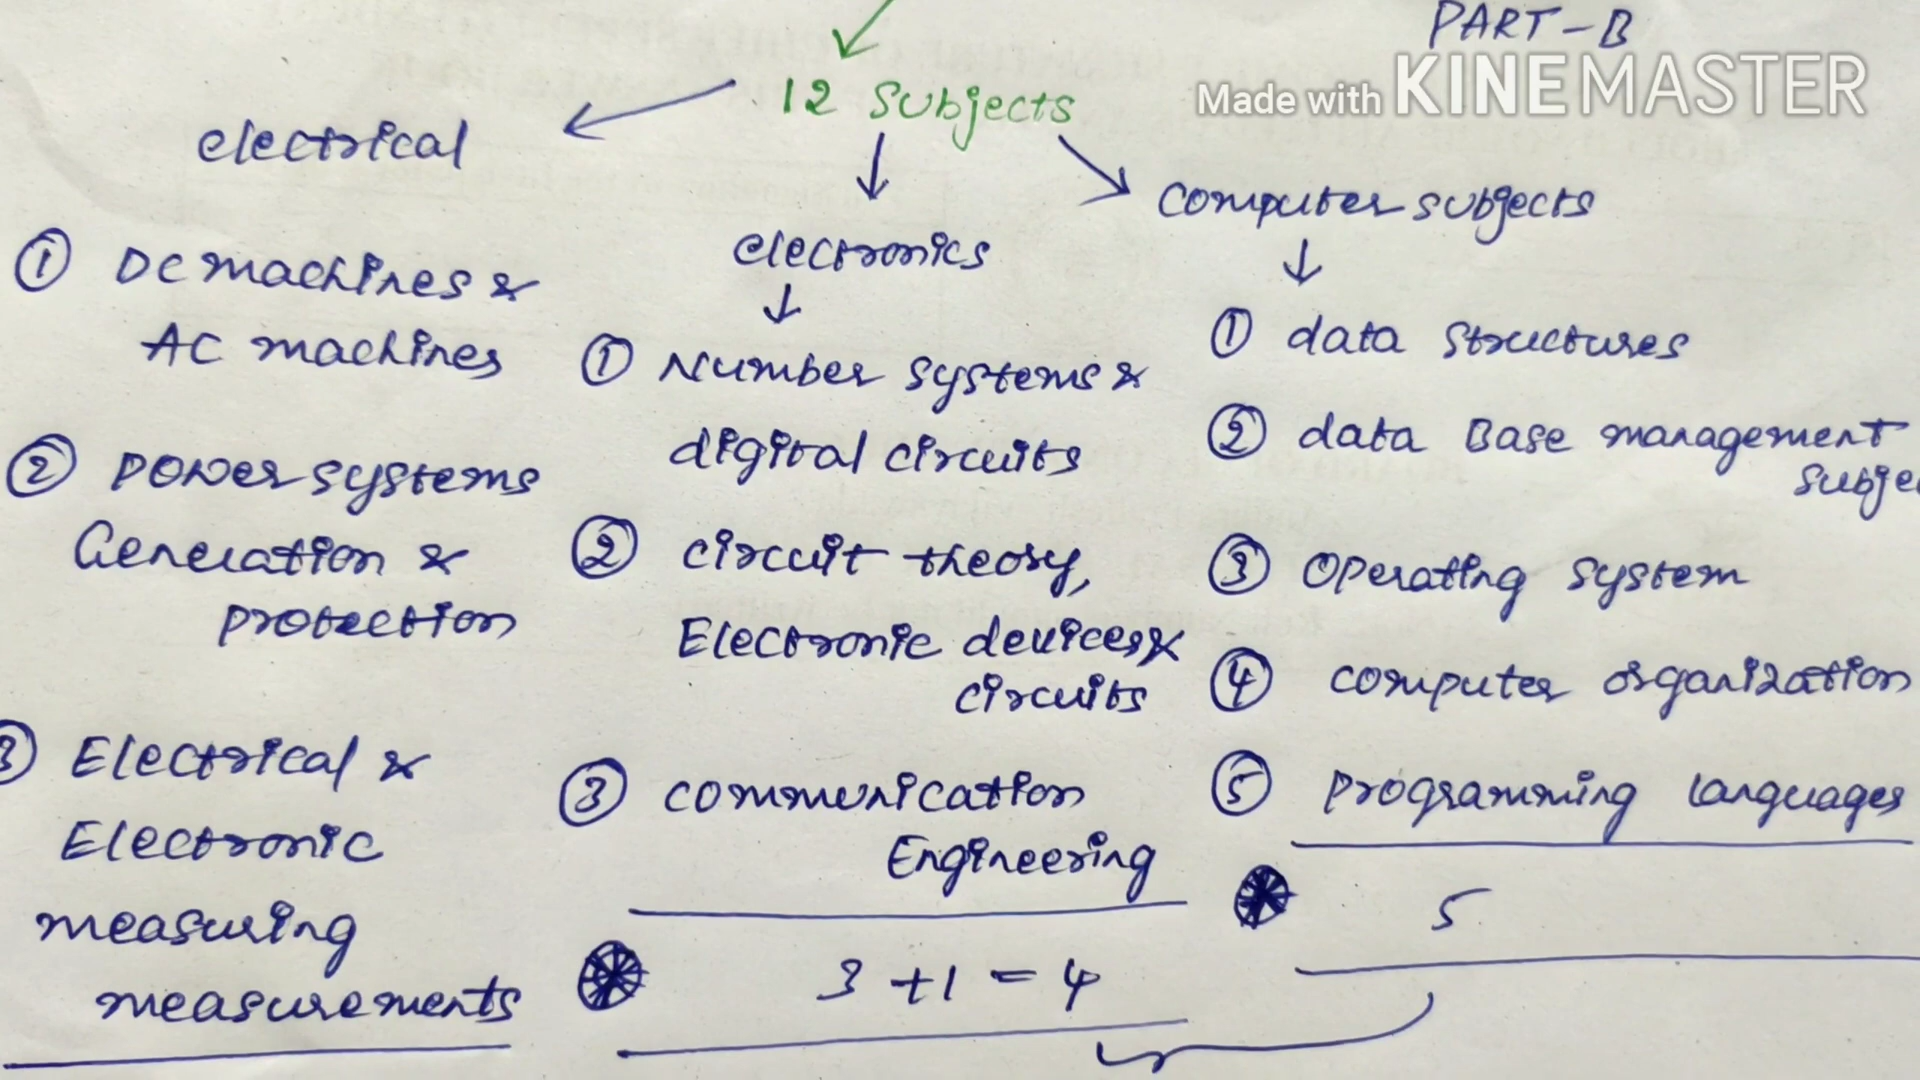 PART-B
Made with KINEMASTER
12 subjects
electrical
① DC machines &
AC machines
② power systems
Generation &
protection
③ Electrical &
Electronic
measuring
measurements
electronics
① Number systems &
digital circuits
② circuit theory,
Electronic devices &
circuits
③ communication
Engineering
3 + 1 = 4
computer subjects
① data structures
② data Base management
subje
③ operating system
④ computer organization
⑤ programming languages
5